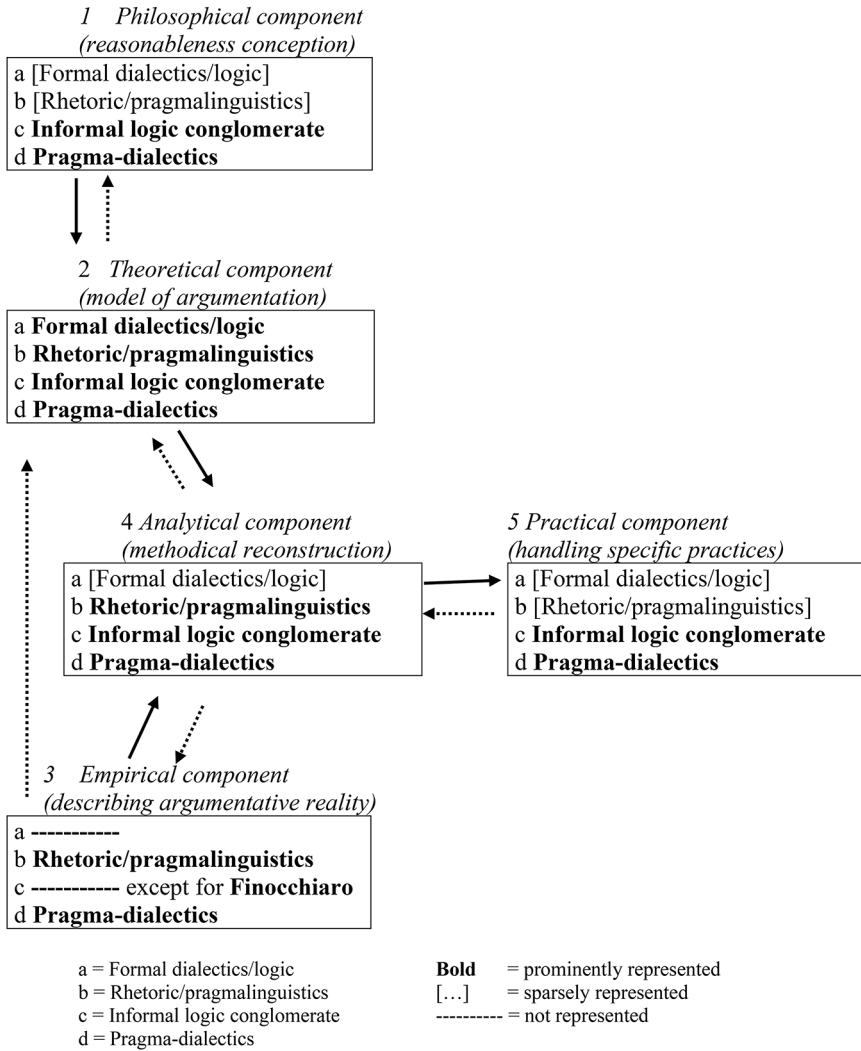 1 Philosophical component
(reasonableness conception)
a [Formal dialectics/logic]
b [Rhetoric/pragmalinguistics]
c Informal logic conglomerate
d Pragma-dialectics
2 Theoretical component
(model of argumentation)
a Formal dialectics/logic
b Rhetoric/pragmalinguistics
c Informal logic conglomerate
d Pragma-dialectics
4 Analytical component
(methodical reconstruction)
a [Formal dialectics/logic]
b Rhetoric/pragmalinguistics
c Informal logic conglomerate
d Pragma-dialectics
5 Practical component
(handling specific practices)
a [Formal dialectics/logic]
b [Rhetoric/pragmalinguistics]
c Informal logic conglomerate
d Pragma-dialectics
3 Empirical component
(describing argumentative reality)
a -----------
b Rhetoric/pragmalinguistics
c ----------- except for Finocchiaro
d Pragma-dialectics
a = Formal dialectics/logic
b = Rhetoric/pragmalinguistics
c = Informal logic conglomerate
d = Pragma-dialectics
Bold = prominently represented
[…] = sparsely represented
---------- = not represented